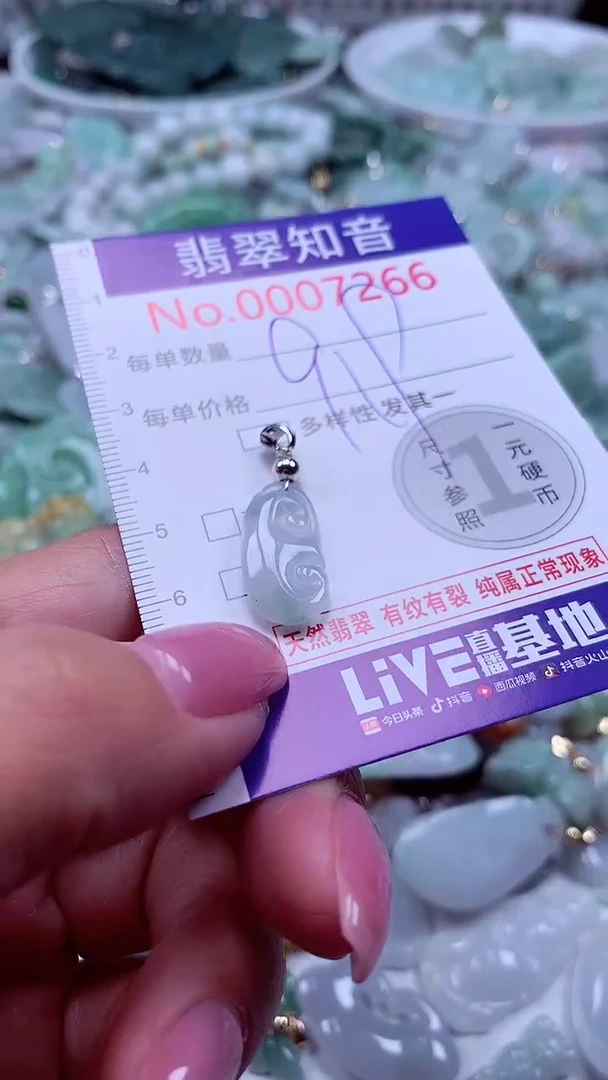 翡翠知音
No.0007266
每单数量
每单价格
多样性 发其一
一元硬币
1
尺寸参照
0
1
2
3
4
5
6
天然翡翠 有纹有裂 纯属正常现象
LiVE直播基地
今日头条 抖音 西瓜视频 抖音火山